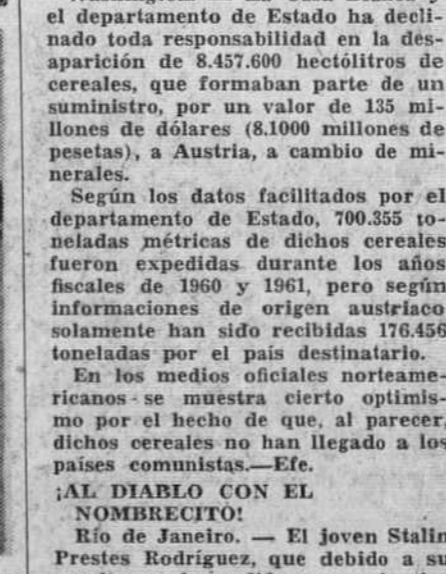 el departamento de Estado ha decli-
nado toda responsabilidad en la des-
aparición de 8.457.600 hectólitros de
cereales, que formaban parte de un
suministro, por un valor de 135 mi-
llones de dólares (8.1000 millones de
pesetas), a Austria, a cambio de mi-
nerales.
Según los datos facilitados por el
departamento de Estado, 700.355 to-
neladas métricas de dichos cereales
fueron expedidas durante los años
fiscales de 1960 y 1961, pero según
informaciones de origen austriaco
solamente han sido recibidas 176.456
toneladas por el país destinatario.
En los medios oficiales norteame-
ricanos se muestra cierto optimis-
mo por el hecho de que, al parecer,
dichos cereales no han llegado a los
países comunistas.—Efe.
¡AL DIABLO CON EL
NOMBRECITO!
Río de Janeiro. — El joven Stalin
Prestes Rodríguez, que debido a su